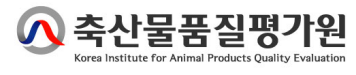 축산물품질평가원
Korea Institute for Animal Products Quality Evaluation